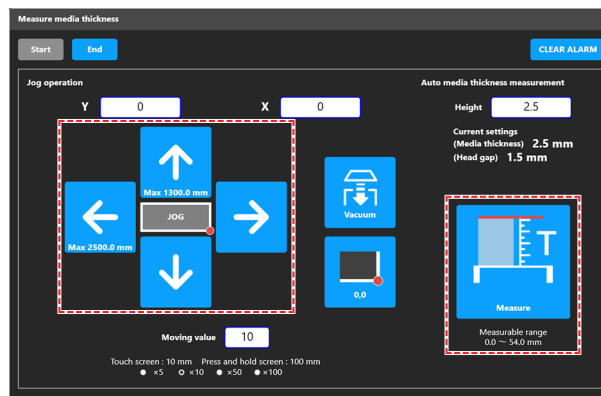 Measure media thickness
Start
End
CLEAR ALARM
Jog operation
Auto media thickness measurement
Y 0 X 0
Height 2.5
Current settings
(Media thickness) 2.5 mm
(Head gap) 1.5 mm
Max 1300.0 mm
JOG
Max 2500.0 mm
Vacuum
0,0
T
Measure
Measurable range
0.0 ~ 54.0 mm
Moving value 10
Touch screen : 10 mm Press and hold screen : 100 mm
×5 ×10 ×50 ×100